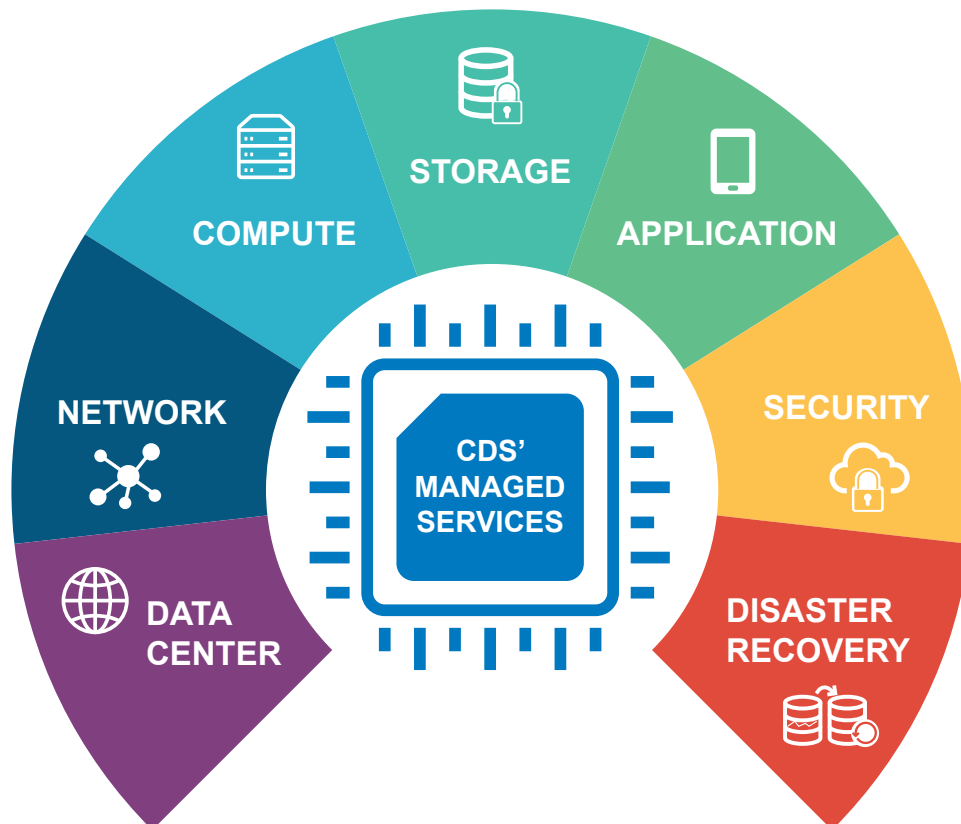 STORAGE
COMPUTE
APPLICATION
NETWORK
SECURITY
CDS’
MANAGED
SERVICES
DATA
CENTER
DISASTER
RECOVERY